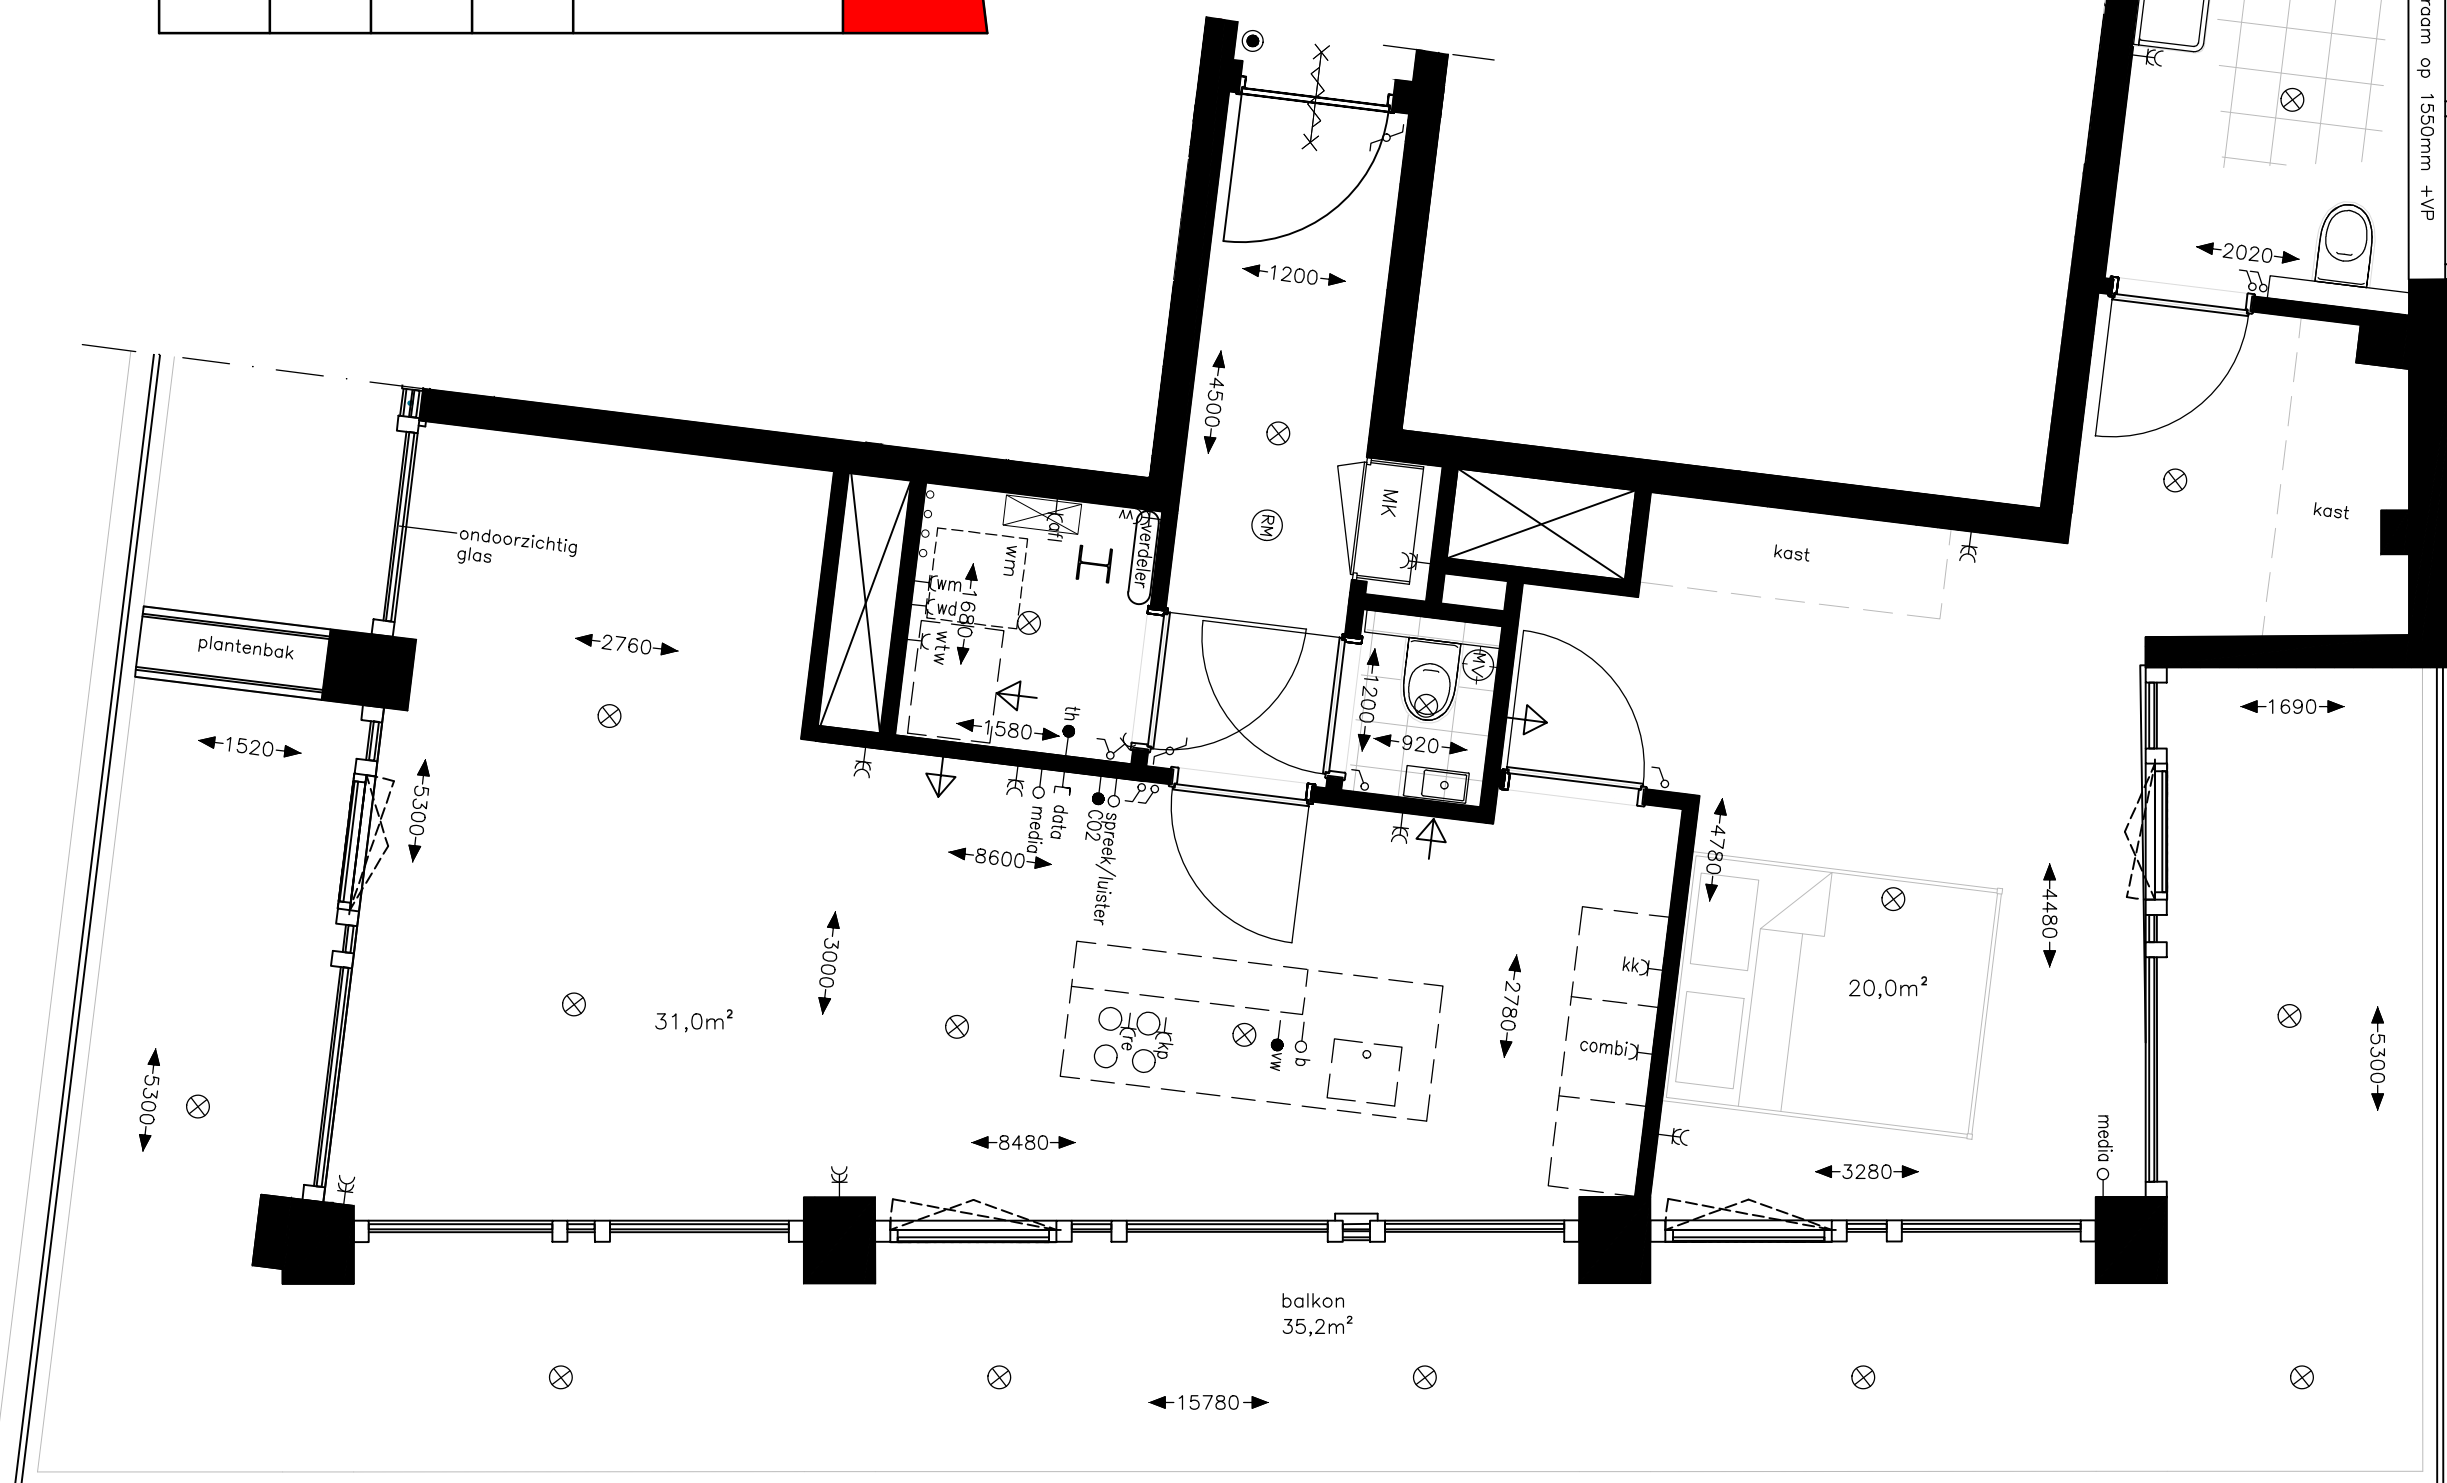 raam op 1550mm +VP
2020
1200
4500
MK
RM
kast
kast
ondoorzichtig
glas
afl
verdeler
wm
wm
wd
1680
wtw
plantenbak
2760
MV
1200
1690
th
1580
920
1520
5300
data
media
CO2
spreek/luister
8600
4780
4480
3000
kk
2780
20,0m²
31,0m²
re
kp
vw
b
combi
5300
5300
8480
media
3280
balkon
35,2m²
15780